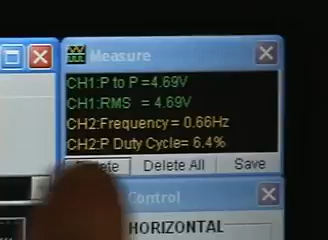 Measure
CH1:P to P =4.69V
CH1:RMS = 4.69V
CH2:Frequency = 0.66Hz
CH2:P Duty Cycle= 6.4%
Delete All Save
Control
HORIZONTAL